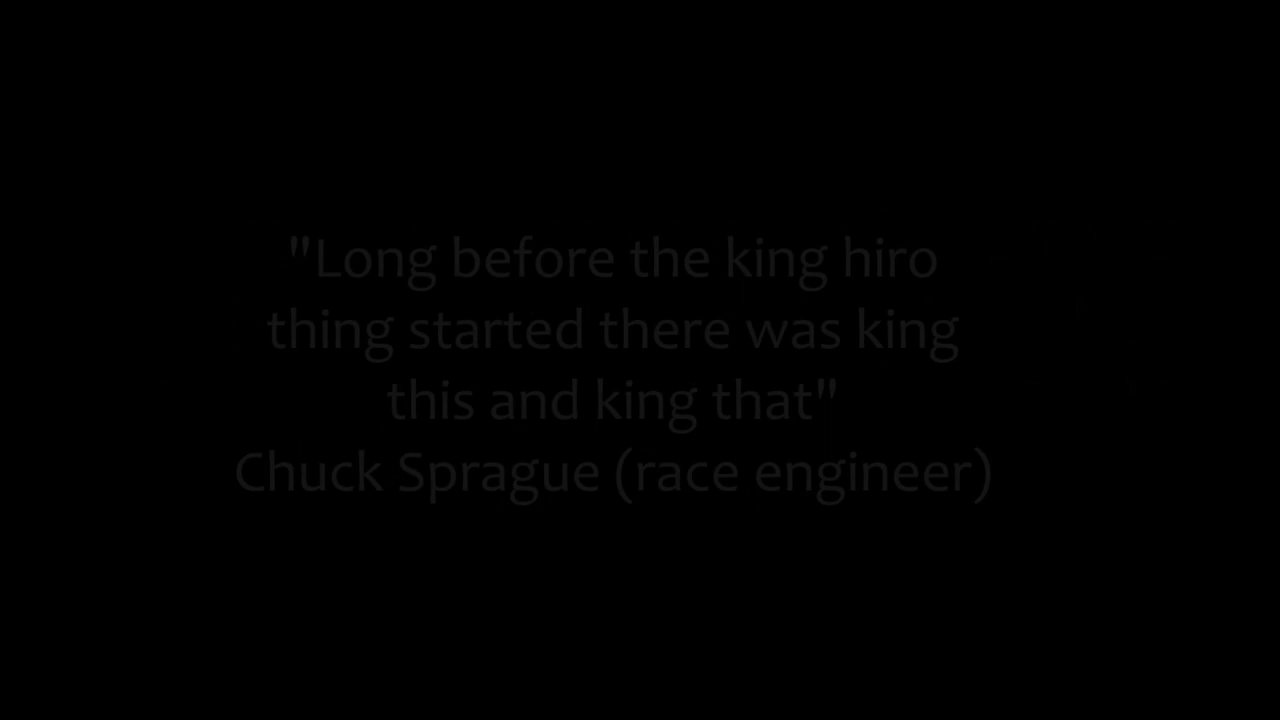 "Long before the king hiro
thing started there was king
this and king that"
Chuck Sprague (race engineer)